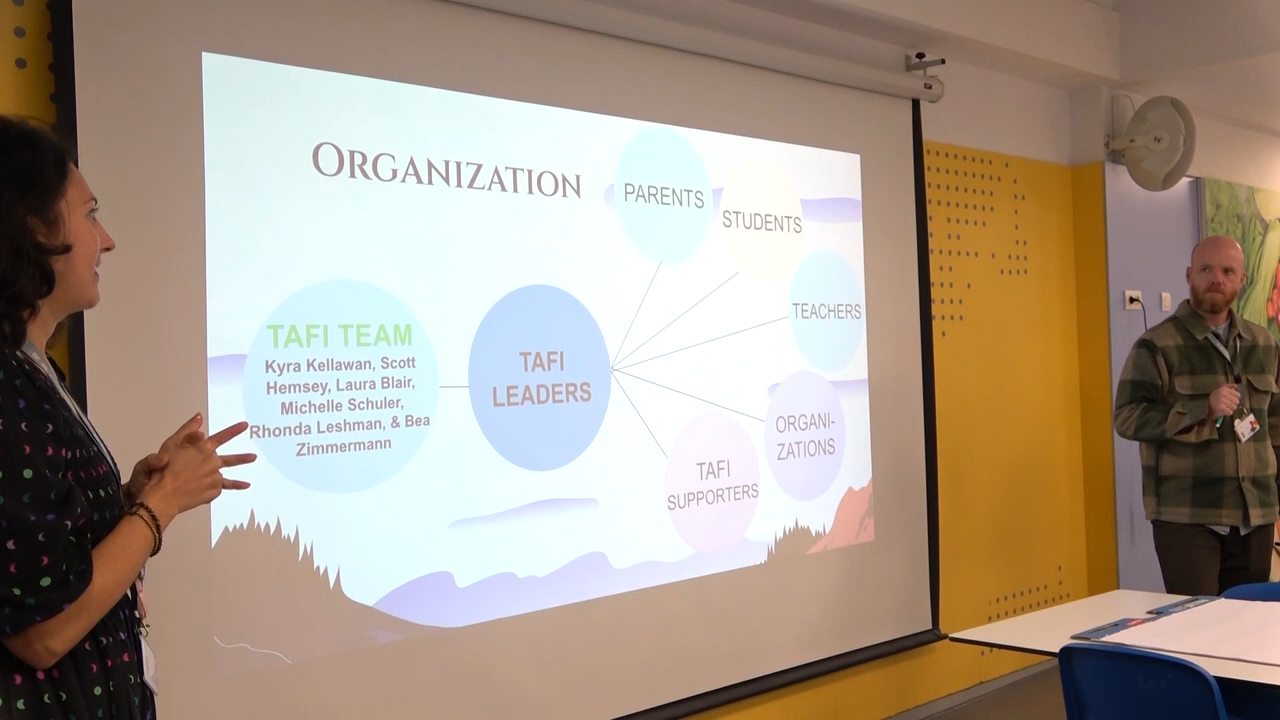 ORGANIZATION
PARENTS
STUDENTS
TEACHERS
ORGANI-
ZATIONS
TAFI
SUPPORTERS
TAFI
LEADERS
TAFI TEAM
Kyra Kellawan, Scott
Hemsey, Laura Blair,
Michelle Schuler,
Rhonda Leshman, & Bea
Zimmermann